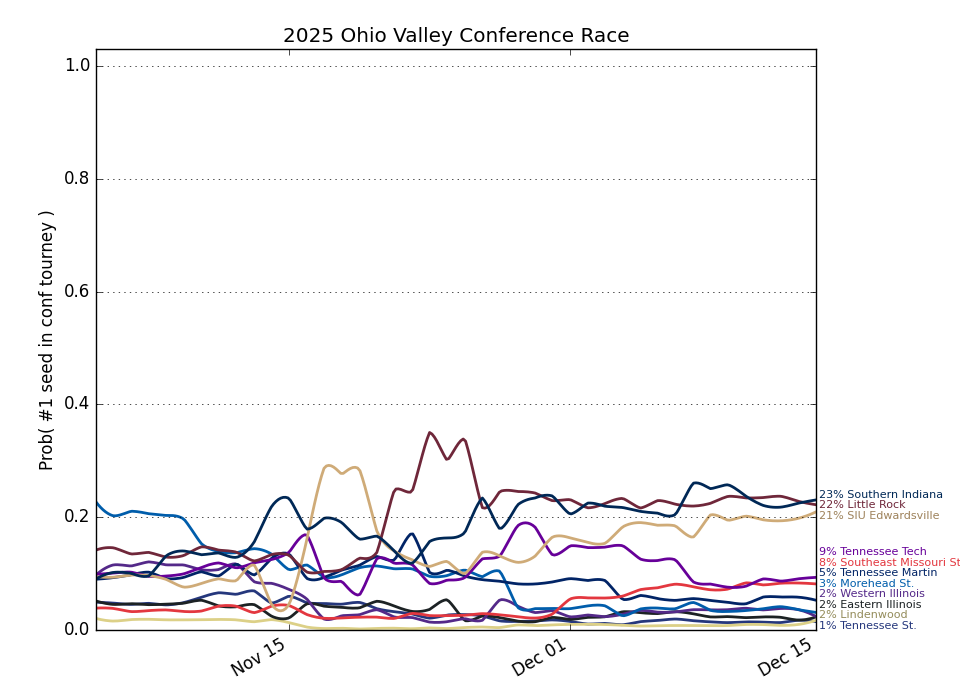 2025 Ohio Valley Conference Race
1.0
0.8
0.6
0.4
0.2
0.0
Prob( #1 seed in conf tourney )
Nov 15
Dec 01
Dec 15
23% Southern Indiana
22% Little Rock
21% SIU Edwardsville
9% Tennessee Tech
8% Southeast Missouri St
5% Tennessee Martin
3% Morehead St.
2% Western Illinois
2% Eastern Illinois
2% Lindenwood
1% Tennessee St.